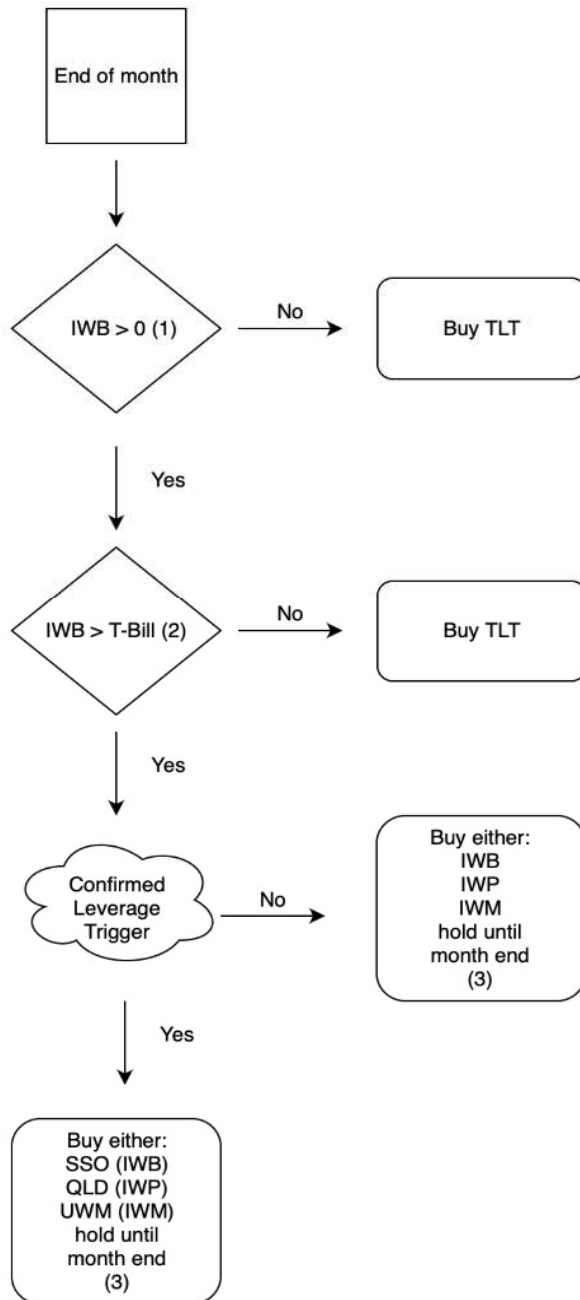 End of month
IWB > 0 (1)
No
Buy TLT
Yes
IWB > T-Bill (2)
No
Buy TLT
Yes
Confirmed
Leverage
Trigger
No
Buy either:
IWB
IWP
IWM
hold until
month end
(3)
Yes
Buy either:
SSO (IWB)
QLD (IWP)
UWM (IWM)
hold until
month end
(3)